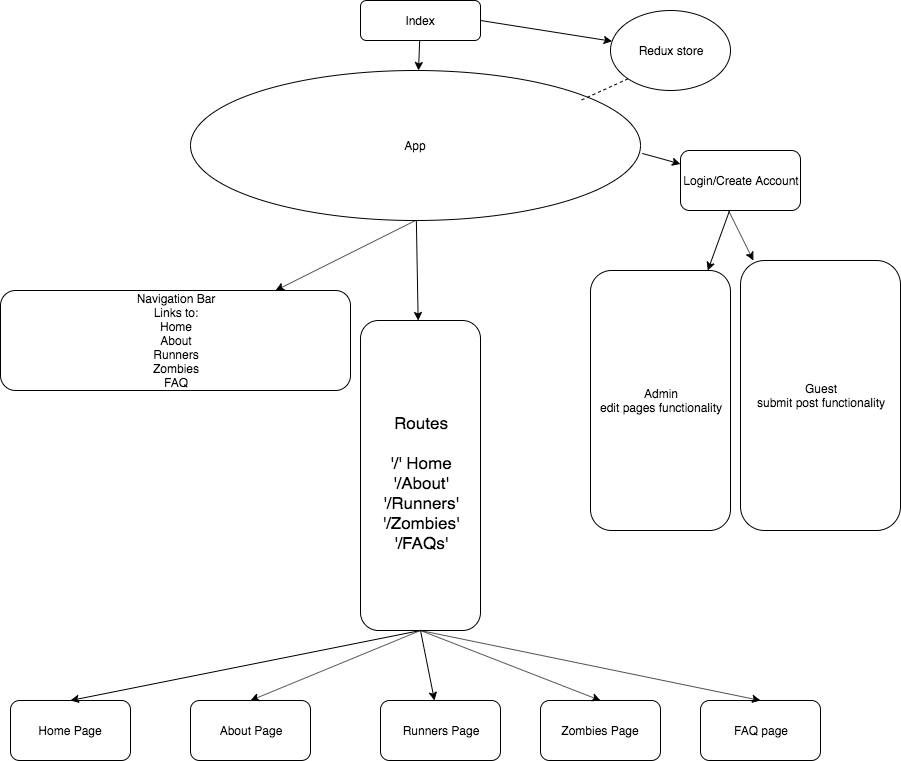 Index
Redux store
App
Login/Create Account
Navigation Bar
Links to:
Home
About
Runners
Zombies
FAQ
Routes
'/' Home
'/About'
'/Runners'
'/Zombies'
'/FAQs'
Admin
edit pages functionality
Guest
submit post functionality
Home Page
About Page
Runners Page
Zombies Page
FAQ page